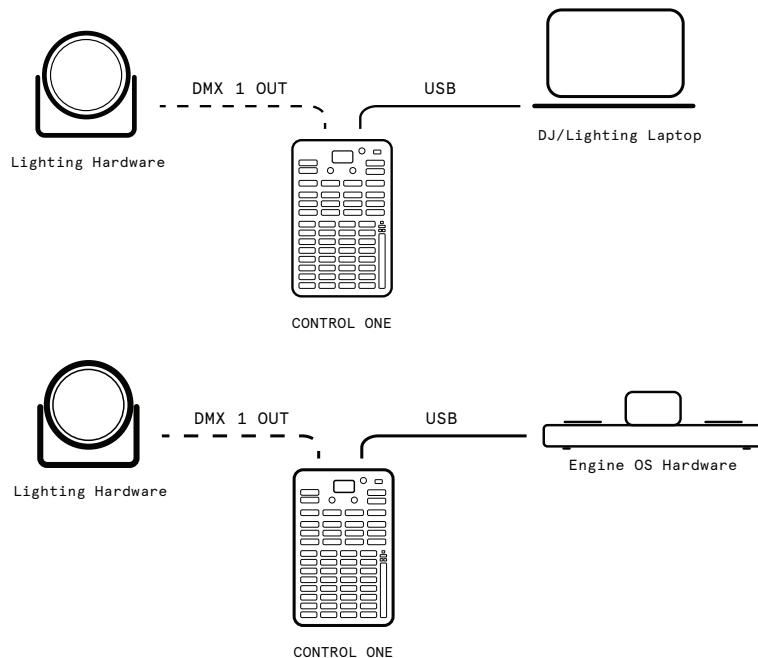 DMX 1 OUT
USB
Lighting Hardware
DJ/Lighting Laptop
CONTROL ONE
DMX 1 OUT
USB
Lighting Hardware
Engine OS Hardware
CONTROL ONE